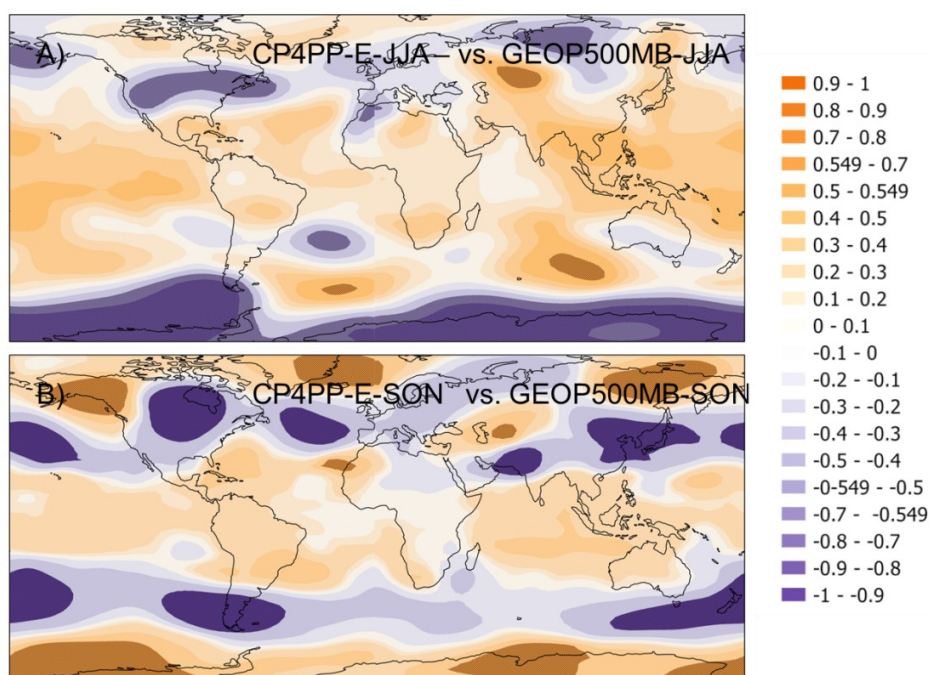 A) CP4PP-E-JJA— vs. GEOP500MB-JJA
B) CP4PP-E-SON vs. GEOP500MB-SON
0.9 - 1
0.8 - 0.9
0.7 - 0.8
0.549 - 0.7
0.5 - 0.549
0.4 - 0.5
0.3 - 0.4
0.2 - 0.3
0.1 - 0.2
0 - 0.1
-0.1 - 0
-0.2 - -0.1
-0.3 - -0.2
-0.4 - -0.3
-0.5 - -0.4
-0-549 - -0.5
-0.7 - -0.549
-0.8 - -0.7
-0.9 - -0.8
-1 - -0.9